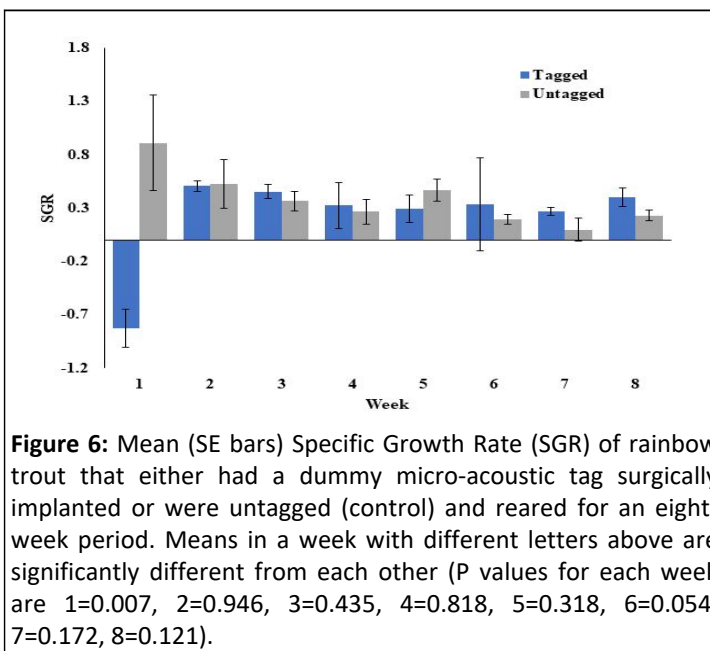 1.8
1.3
0.8
0.3
-0.2
-0.7
-1.2
SGR
Tagged
Untagged
1 2 3 4 5 6 7 8
Week
Figure 6: Mean (SE bars) Specific Growth Rate (SGR) of rainbow
trout that either had a dummy micro-acoustic tag surgically
implanted or were untagged (control) and reared for an eight
week period. Means in a week with different letters above are
significantly different from each other (P values for each week
are 1=0.007, 2=0.946, 3=0.435, 4=0.818, 5=0.318, 6=0.054
7=0.172, 8=0.121).